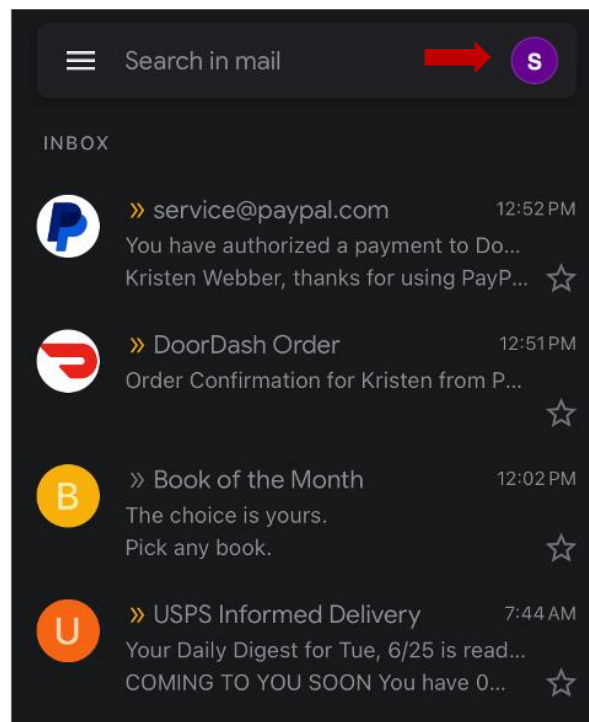 Search in mail
S
INBOX
» service@paypal.com 12:52 PM
You have authorized a payment to Do...
Kristen Webber, thanks for using PayP...
» DoorDash Order 12:51 PM
Order Confirmation for Kristen from P...
B
» Book of the Month 12:02 PM
The choice is yours.
Pick any book.
U
» USPS Informed Delivery 7:44 AM
Your Daily Digest for Tue, 6/25 is read...
COMING TO YOU SOON You have 0...